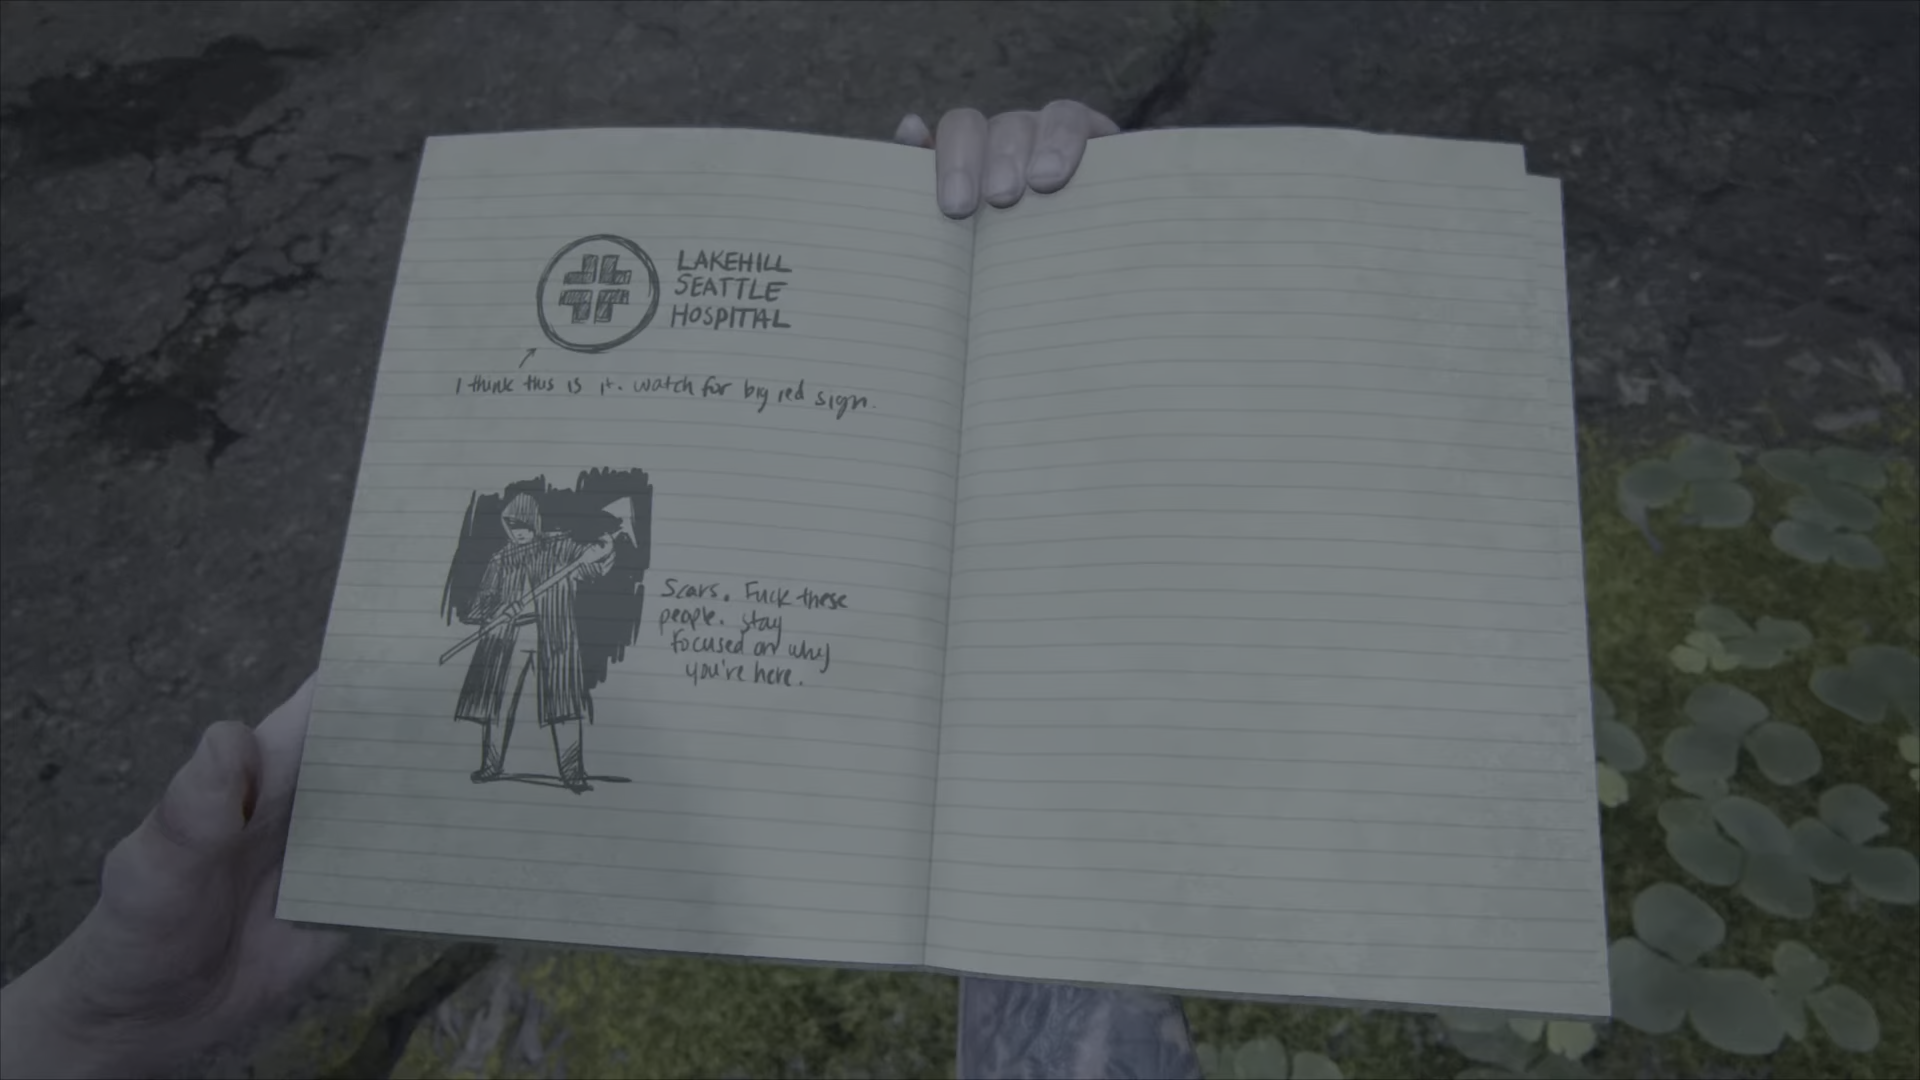 LAKEHILL
SEATTLE
HOSPITAL
I think this is it. watch for big red sign.
Scars. Fuck these
people. stay
focused on why
you're here.